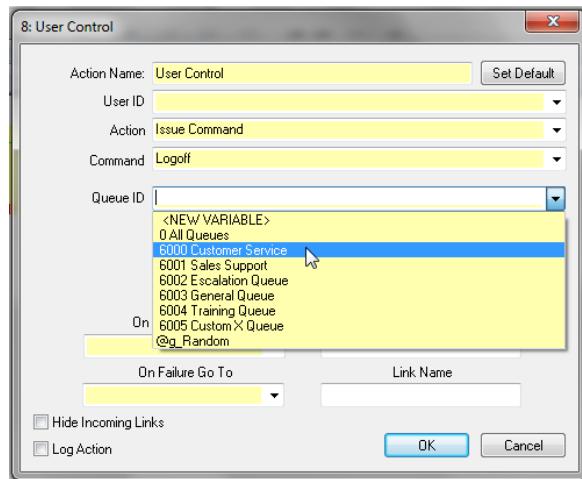 8: User Control
Action Name: User Control Set Default
User ID
Action Issue Command
Command Logoff
Queue ID
<NEW VARIABLE>
0 All Queues
6000 Customer Service
6001 Sales Support
6002 Escalation Queue
6003 General Queue
6004 Training Queue
6005 Custom X Queue
@g_Random
On
On Failure Go To Link Name
Hide Incoming Links
Log Action OK Cancel